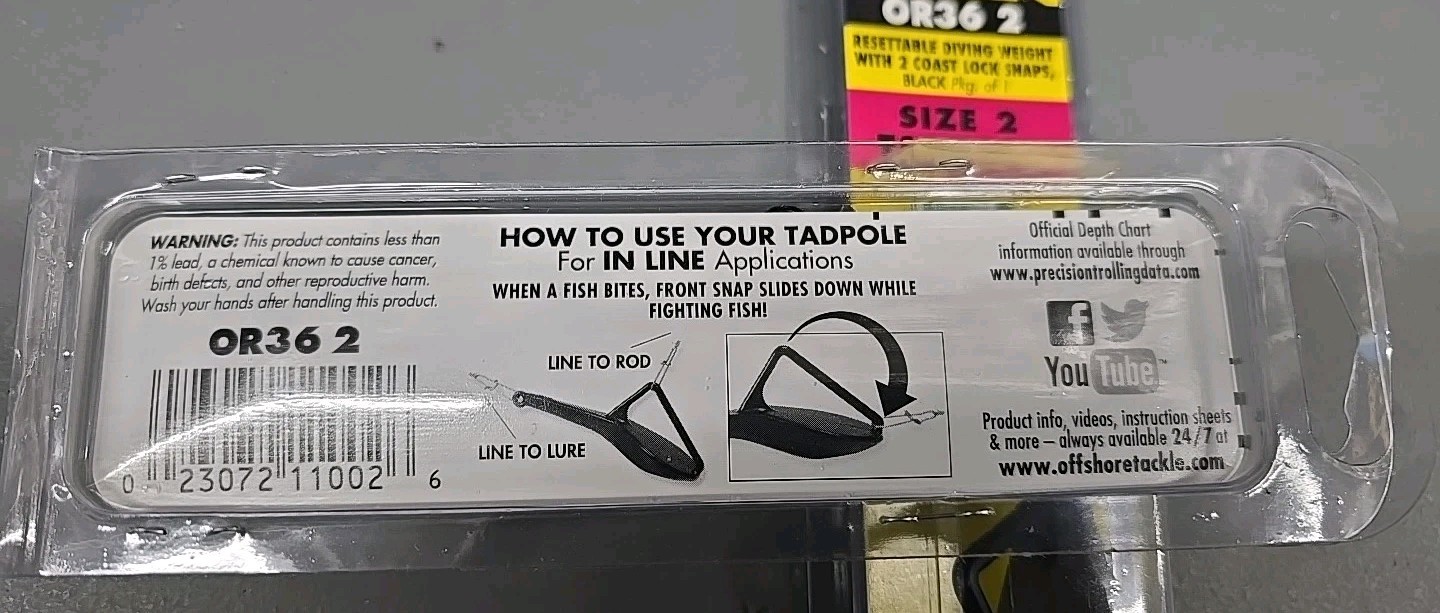 OR36 2
RESETTABLE DIVING WEIGHT
WITH 2 COAST LOCK SNAPS,
BLACK Pkg. of 1
SIZE 2
WARNING: This product contains less than
1% lead, a chemical known to cause cancer,
birth defects, and other reproductive harm.
Wash your hands after handling this product.
OR36 2
0 23072 11002 6
HOW TO USE YOUR TADPOLE
For IN LINE Applications
WHEN A FISH BITES, FRONT SNAP SLIDES DOWN WHILE
FIGHTING FISH!
LINE TO ROD
LINE TO LURE
Official Depth Chart
information available through
www.precisiontrollingdata.com
f
YouTube™
Product info, videos, instruction sheets
& more – always available 24/7 at
www.offshoretackle.com